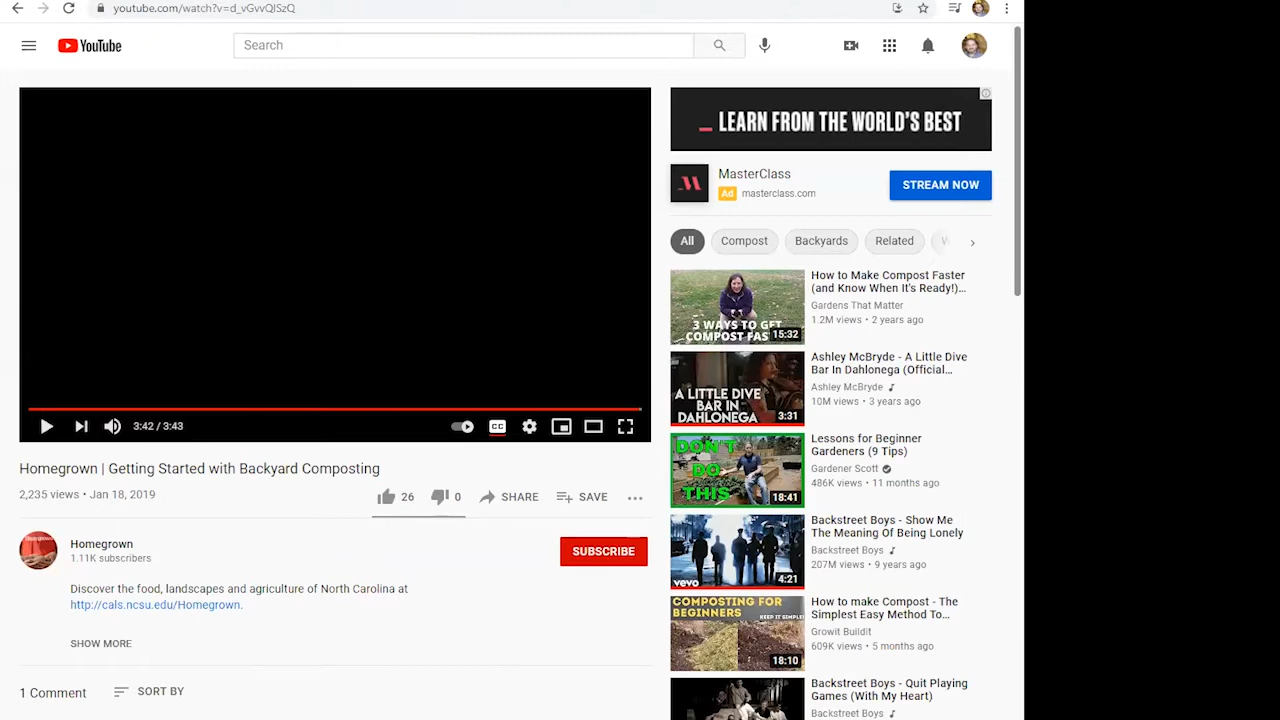 youtube.com/watch?v=d_vGvvQJSzQ
YouTube
Search
LEARN FROM THE WORLD'S BEST
MasterClass
Ad masterclass.com
STREAM NOW
All
Compost
Backyards
Related
How to Make Compost Faster
(and Know When It's Ready!)...
Gardens That Matter
1.2M views • 2 years ago
3 WAYS TO GET
COMPOST FAS
15:32
Ashley McBryde - A Little Dive
Bar In Dahlonega (Official...
Ashley McBryde
10M views • 3 years ago
A LITTLE DIVE
BAR IN
DAHLONEGA
3:31
Lessons for Beginner
Gardeners (9 Tips)
Gardener Scott
486K views • 11 months ago
DON'T
DO
THIS
18:41
Backstreet Boys - Show Me
The Meaning Of Being Lonely
Backstreet Boys
207M views • 9 years ago
vevo
4:21
How to make Compost - The
Simplest Easy Method To...
Growit Buildit
609K views • 5 months ago
COMPOSTING FOR
BEGINNERS
KEEP IT SIMPLE
18:10
Backstreet Boys - Quit Playing
Games (With My Heart)
Backstreet Boys
3:42 / 3:43
CC
Homegrown | Getting Started with Backyard Composting
2,235 views • Jan 18, 2019
26
0
SHARE
SAVE
Homegrown
1.11K subscribers
SUBSCRIBE
Discover the food, landscapes and agriculture of North Carolina at
http://cals.ncsu.edu/Homegrown.
SHOW MORE
1 Comment
SORT BY